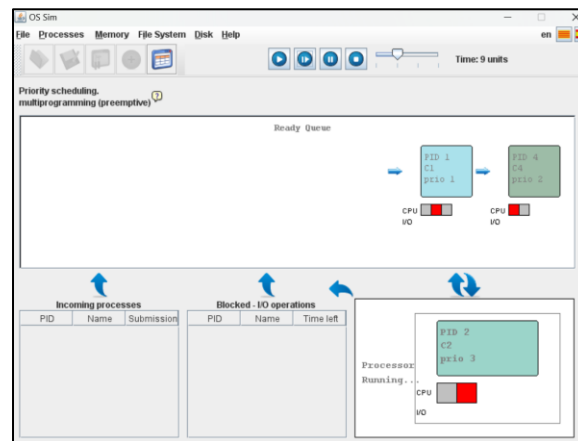 OS Sim
File Processes Memory File System Disk Help
en
Time: 9 units
Priority scheduling.
multiprogramming (preemptive)
?
Ready Queue
PID 1
C1
prio 1
CPU
I/O
PID 4
C4
prio 2
CPU
I/O
Incoming processes
PID Name Submission
Blocked - I/O operations
PID Name Time left
Processor
Running...
PID 2
C2
prio 3
CPU
I/O